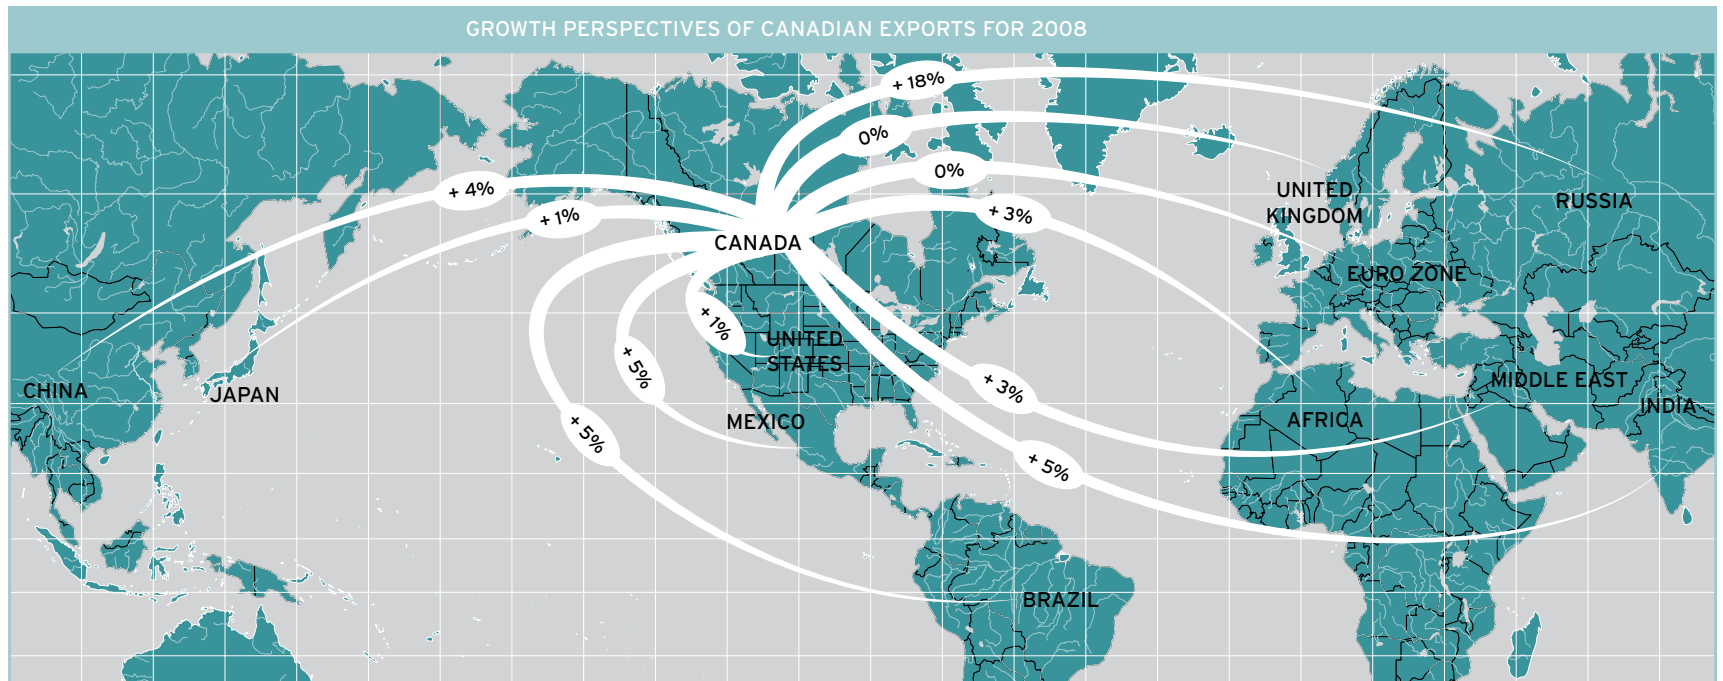 GROWTH PERSPECTIVES OF CANADIAN EXPORTS FOR 2008
+ 18%
0%
0%
+ 4%
+ 1%
+ 3%
UNITED
KINGDOM
RUSSIA
CANADA
EURO ZONE
+ 1%
UNITED
STATES
+ 5%
+ 3%
CHINA
JAPAN
MIDDLE EAST
INDIA
MEXICO
AFRICA
+ 5%
+ 5%
BRAZIL